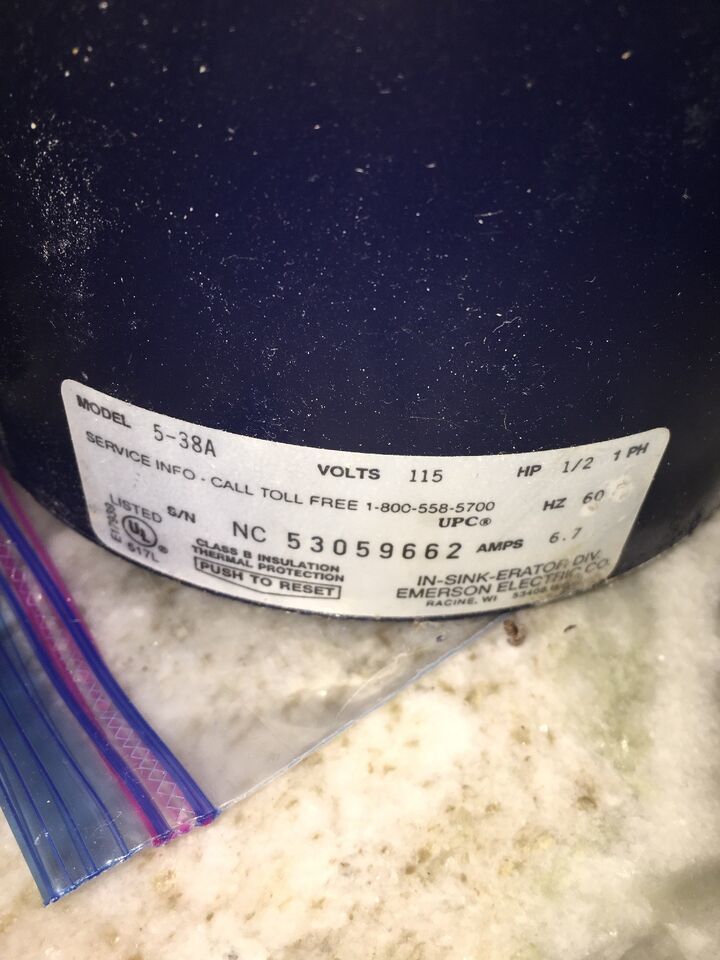 MODEL 5-38A VOLTS 115 HP 1/2 1 PH
SERVICE INFO - CALL TOLL FREE 1-800-558-5700 HZ 60
UPC®
LISTED S/N NC 53059662 AMPS 6.7
UL ®
617L
CLASS B INSULATION
THERMAL PROTECTION
PUSH TO RESET
IN-SINK-ERATOR DIV.
EMERSON ELECTRIC CO.
RACINE, WI